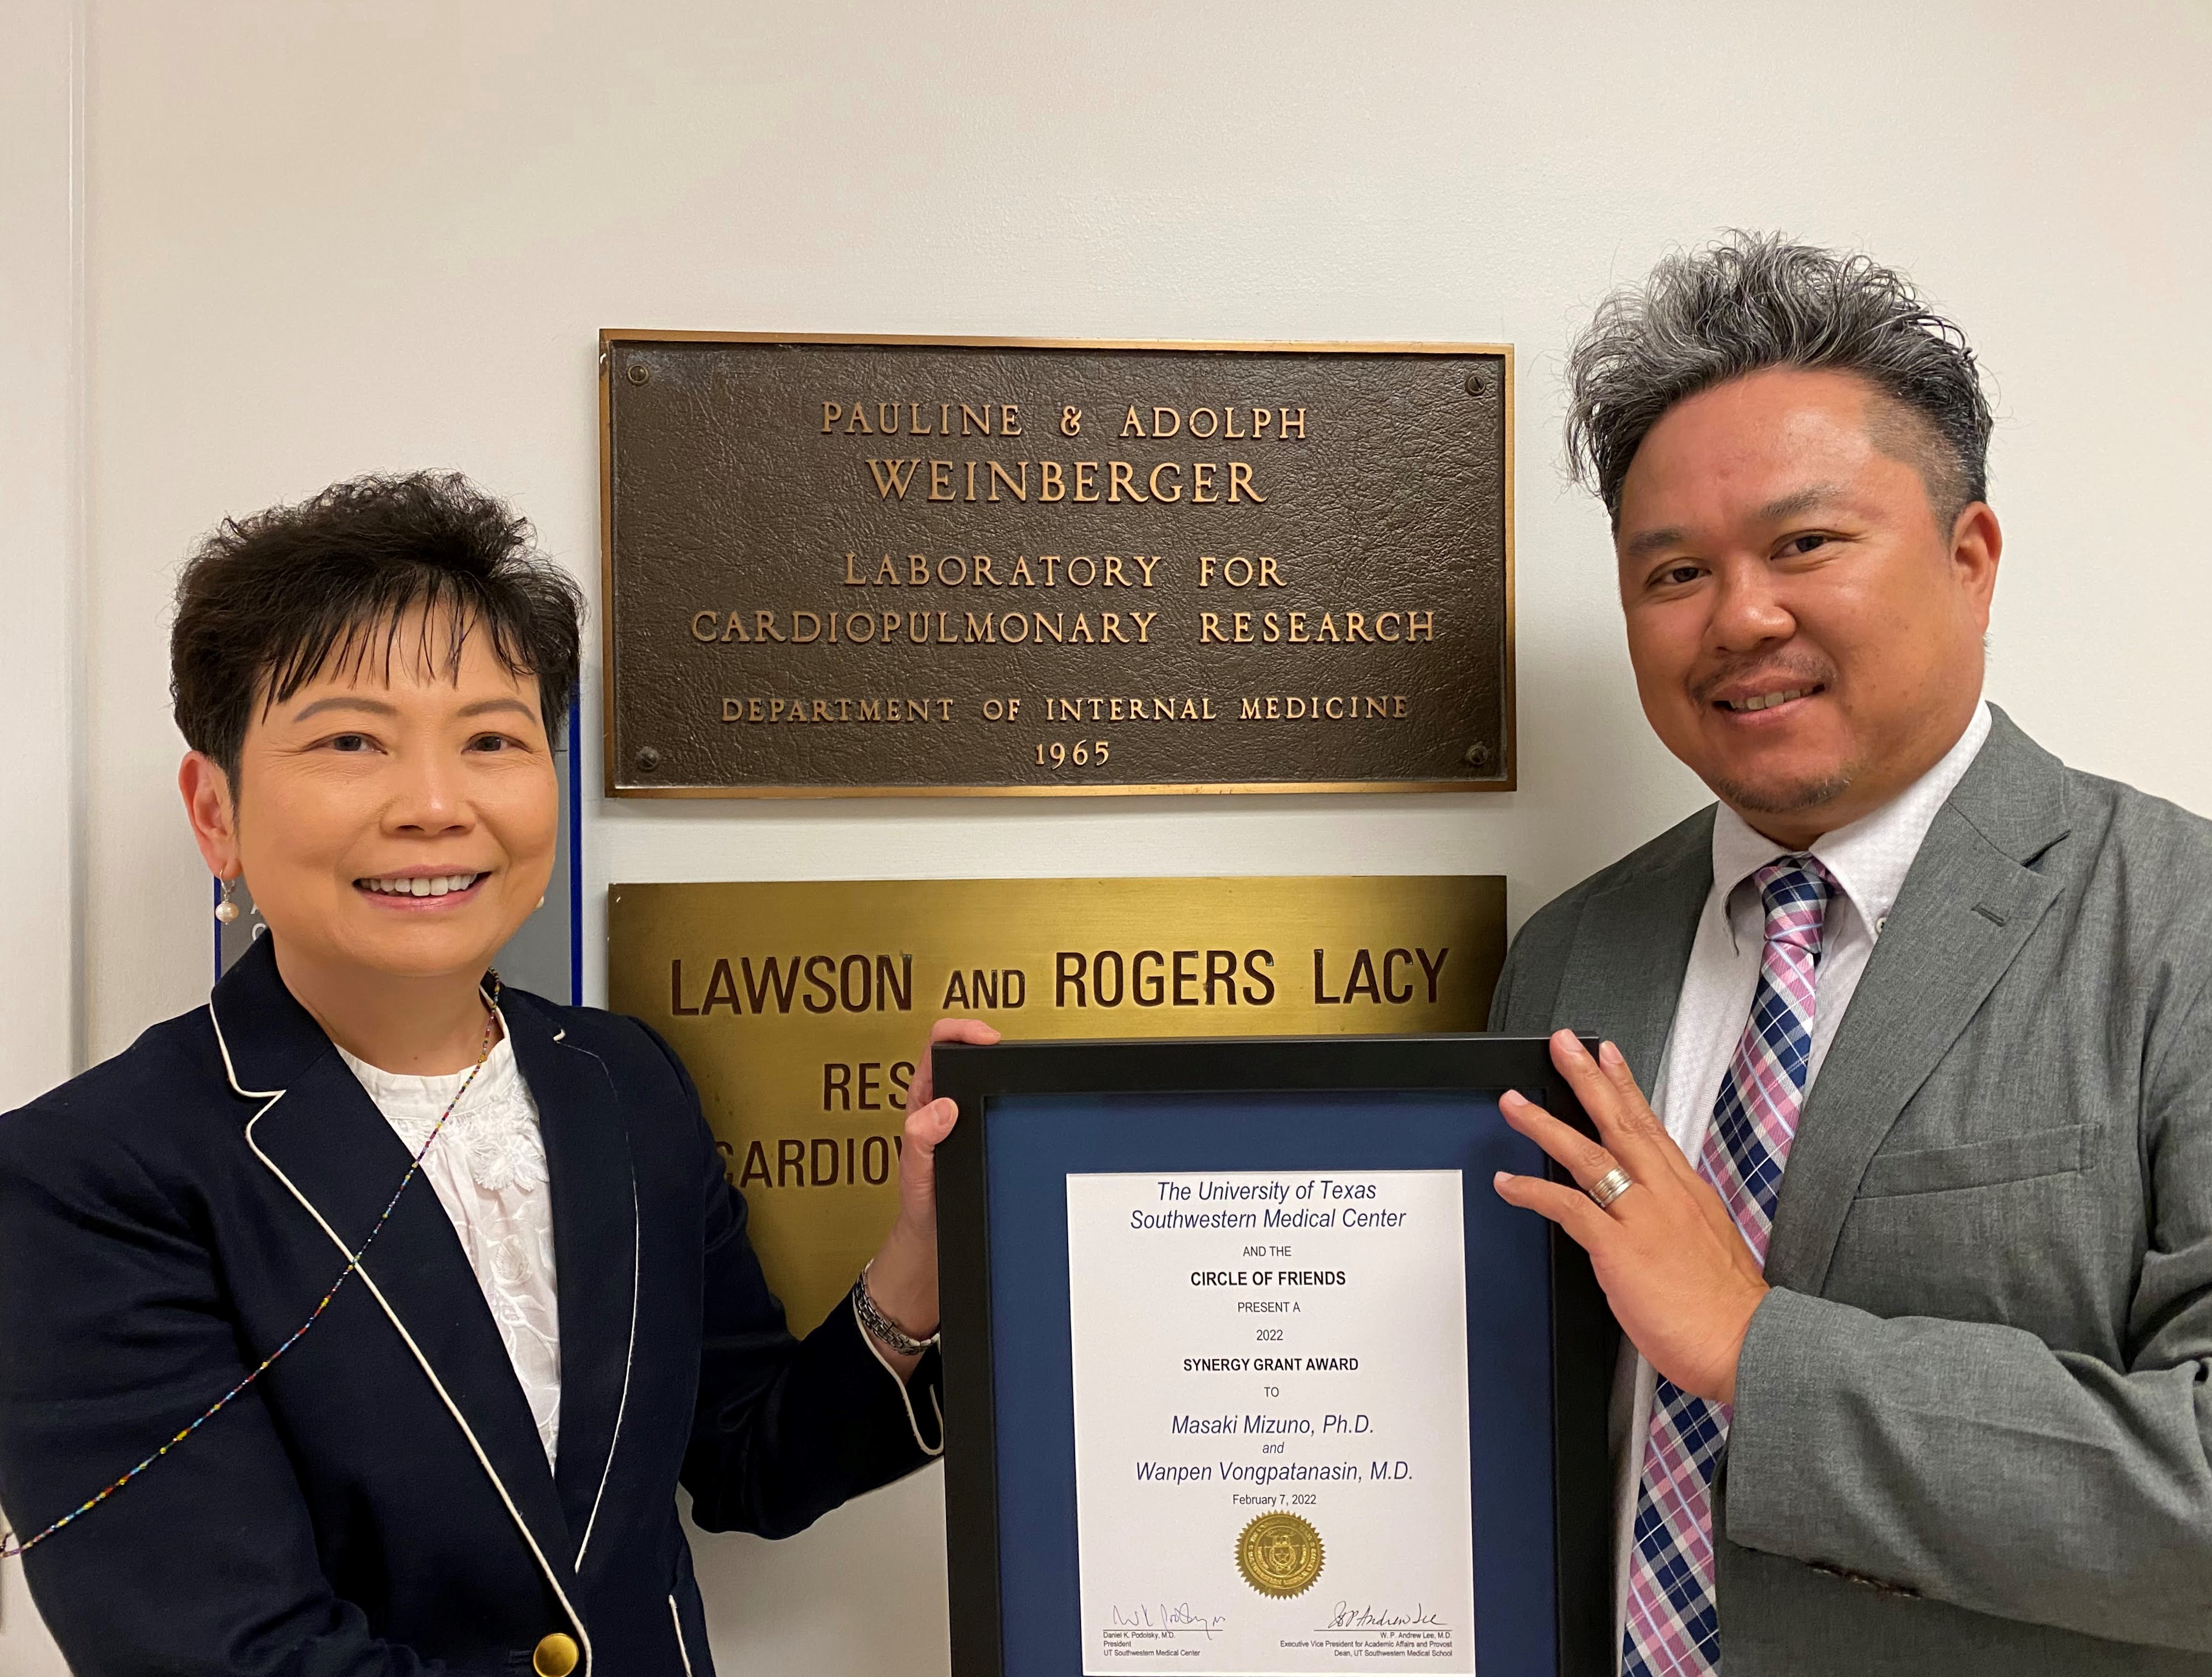 PAULINE & ADOLPH
WEINBERGER
LABORATORY FOR
CARDIOPULMONARY RESEARCH
DEPARTMENT OF INTERNAL MEDICINE
1965
LAWSON AND ROGERS LACY
RES
CARDIOV
The University of Texas
Southwestern Medical Center
AND THE
CIRCLE OF FRIENDS
PRESENT A
2022
SYNERGY GRANT AWARD
TO
Masaki Mizuno, Ph.D.
and
Wanpen Vongpatanasin, M.D.
February 7, 2022
Daniel K. Podolsky, M.D.
President
UT Southwestern Medical Center
W. P. Andrew Lee, M.D.
Executive Vice President for Academic Affairs and Provost
Dean, UT Southwestern Medical School